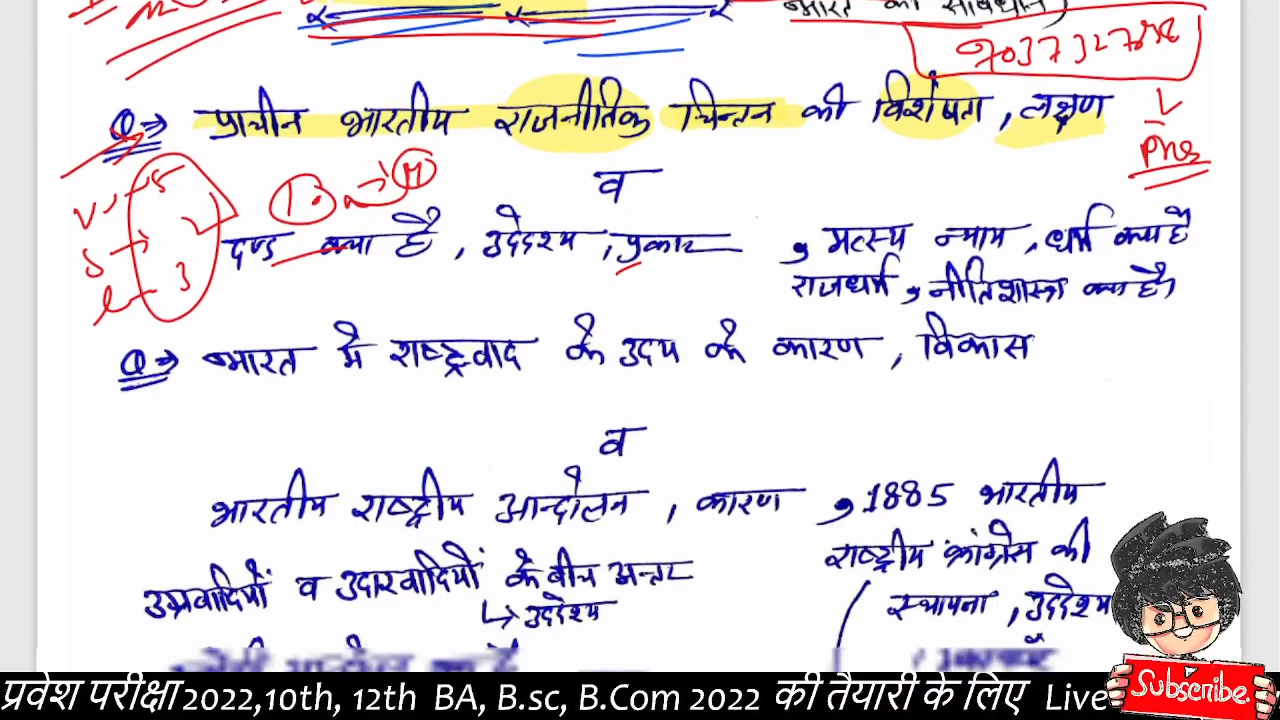 भारत का संविधान)
Q⇒ प्राचीन भारतीय राजनीतिक चिन्तन की विशेषता, लक्षण
व
दण्ड क्या है, उद्देश्य, प्रकार , मत्स्य न्याय, धर्म क्या है
राजधर्म, नीतिशास्त्र क्या है।
Q⇒ भारत में राष्ट्रवाद के उदय के कारण, विकास
व
भारतीय राष्ट्रीय आन्दोलन, कारण , 1885 भारतीय
राष्ट्रीय कांग्रेस की
स्थापना, उद्देश्य
उग्रवादियों व उदारवादियों के बीच अन्तर
↳ उद्देश्य
प्रवेश परीक्षा 2022,10th, 12th BA, B.sc, B.Com 2022 की तैयारी के लिए Live
Subscribe